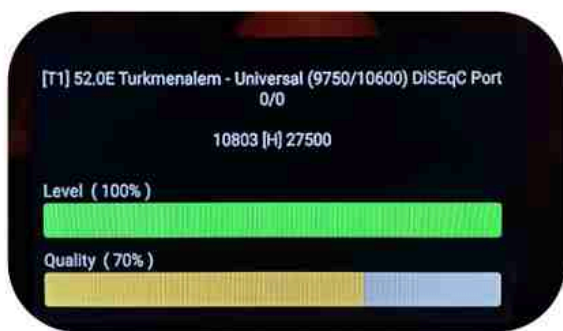 [T1] 52.0E Turkmenalem - Universal (9750/10600) DiSEqC Port
0/0
10803 [H] 27500
Level ( 100% )
Quality ( 70% )